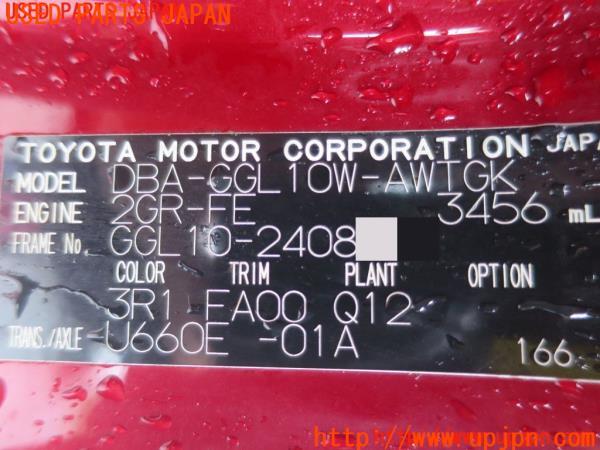 USED PARTS JAPAN
TOYOTA MOTOR CORPORATION JAPA
MODEL DBA-GGL10W-AWTGK
ENGINE 2GR-FE 3456 mL
FRAME No. GGL10-2408
COLOR TRIM PLANT OPTION
3R1 FA00 Q12
TRANS./AXLE U660E -01A
166
http://www.upjpn.com/